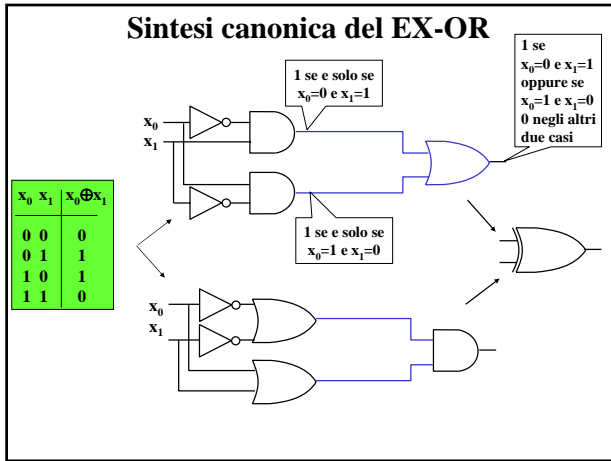 Sintesi canonica del EX-OR
1 se e solo se
x₀=0 e x₁=1
1 se
x₀=0 e x₁=1
oppure se
x₀=1 e x₁=0
0 negli altri
due casi
x₀
x₁
x₀ x₁ x₀⊕x₁
0 0 0
0 1 1
1 0 1
1 1 0
1 se e solo se
x₀=1 e x₁=0
x₀
x₁